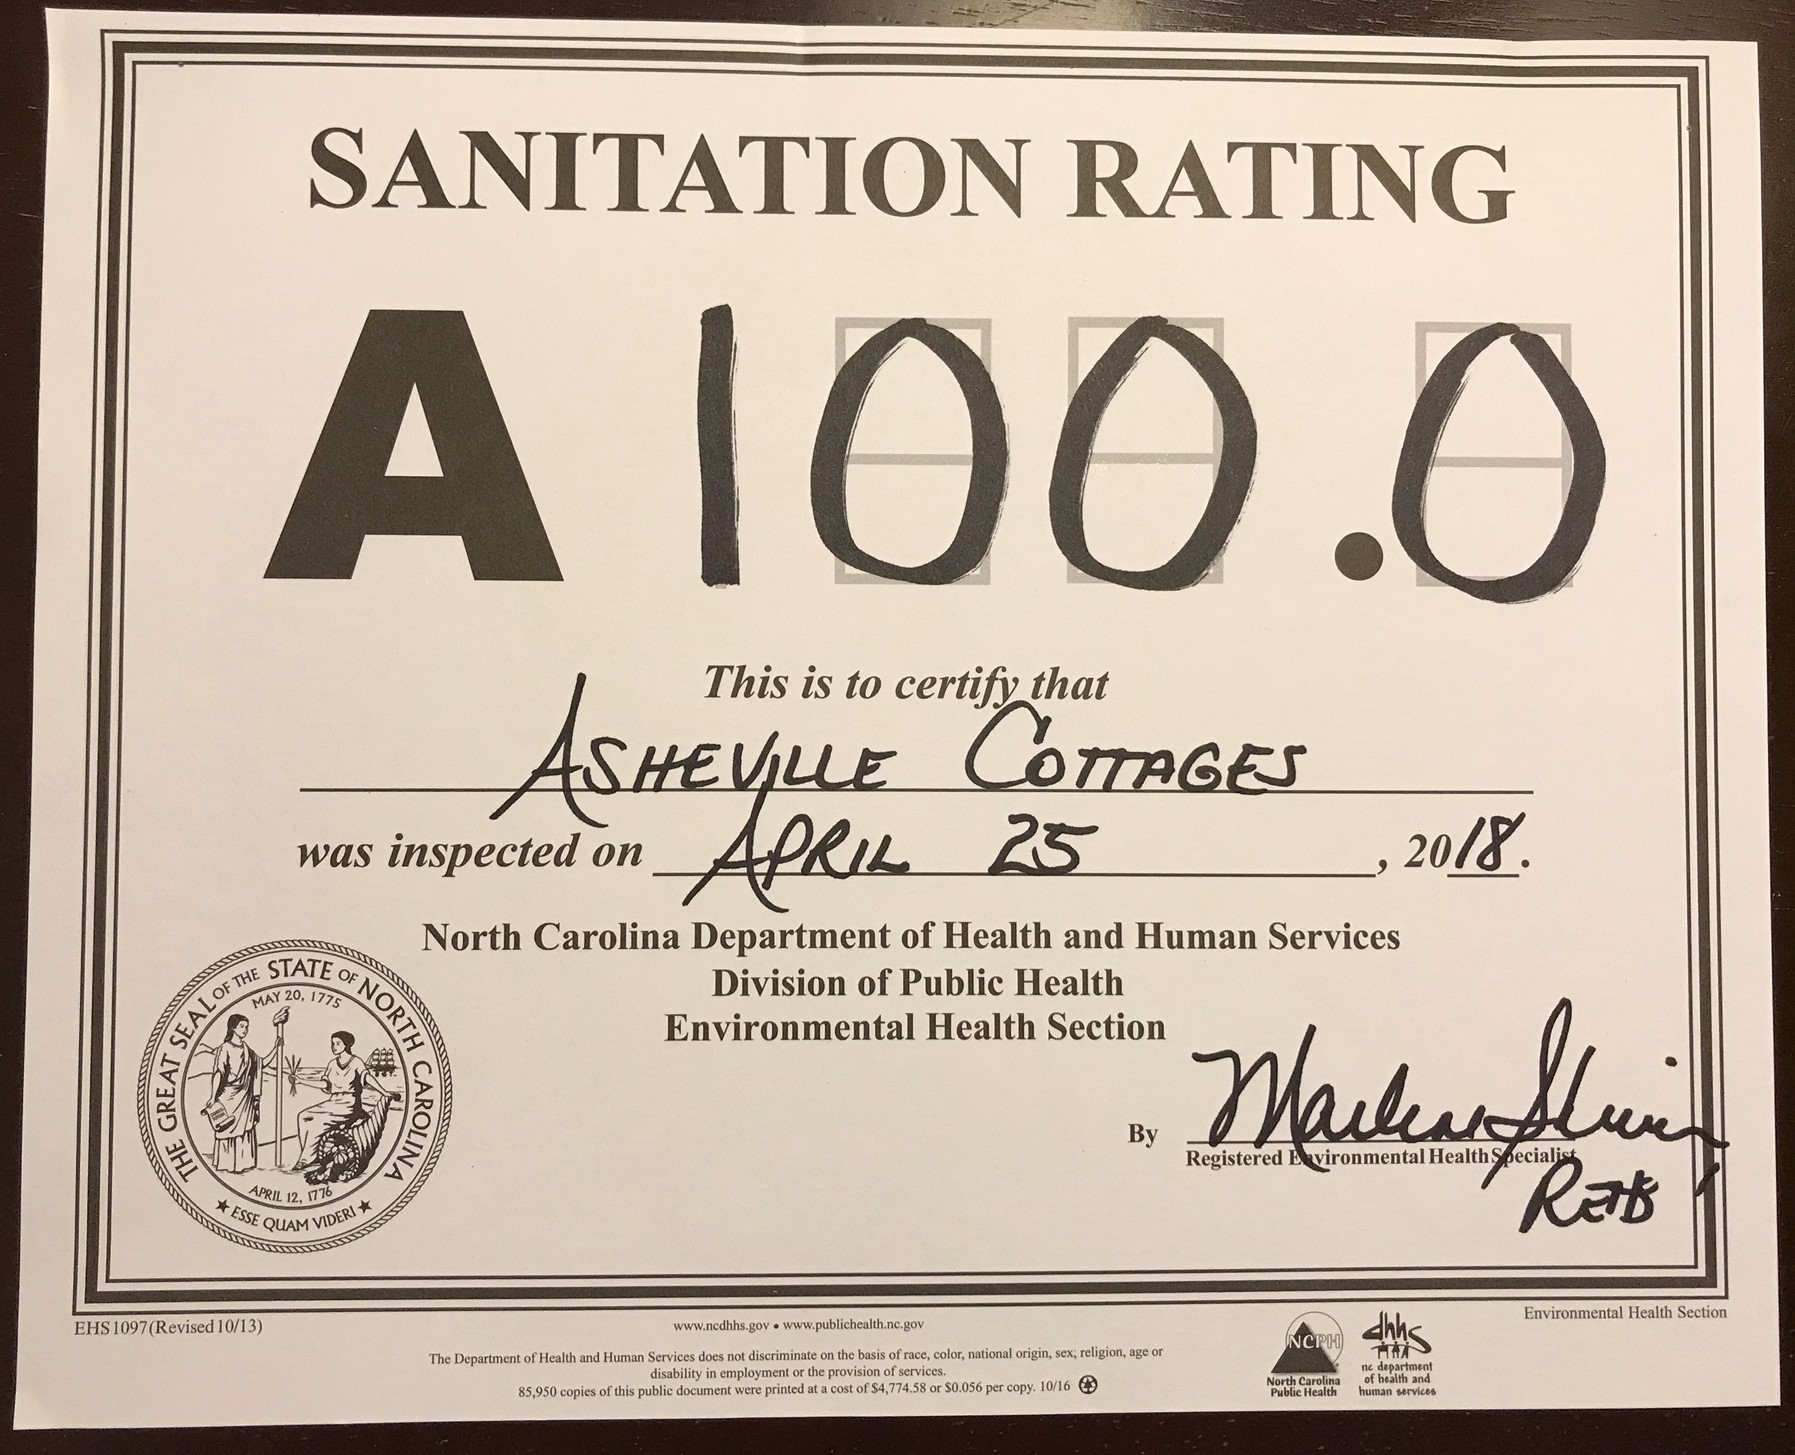 SANITATION RATING
A 100.0
This is to certify that
ASHEVILLE COTTAGES
was inspected on APRIL 25, 2018.
North Carolina Department of Health and Human Services
Division of Public Health
Environmental Health Section
THE GREAT SEAL OF THE STATE OF NORTH CAROLINA
MAY 20, 1775
APRIL 12, 1776
★ ESSE QUAM VIDERI ★
By
Registered Environmental Health Specialist
EHS 1097 (Revised 10/13)
Environmental Health Section
www.ncdhhs.gov • www.publichealth.nc.gov
The Department of Health and Human Services does not discriminate on the basis of race, color, national origin, sex, religion, age or
disability in employment or the provision of services.
85,950 copies of this public document were printed at a cost of $4,774.58 or $0.056 per copy. 10/16
NCPH
North Carolina
Public Health
dhhs
nc department
of health and
human services